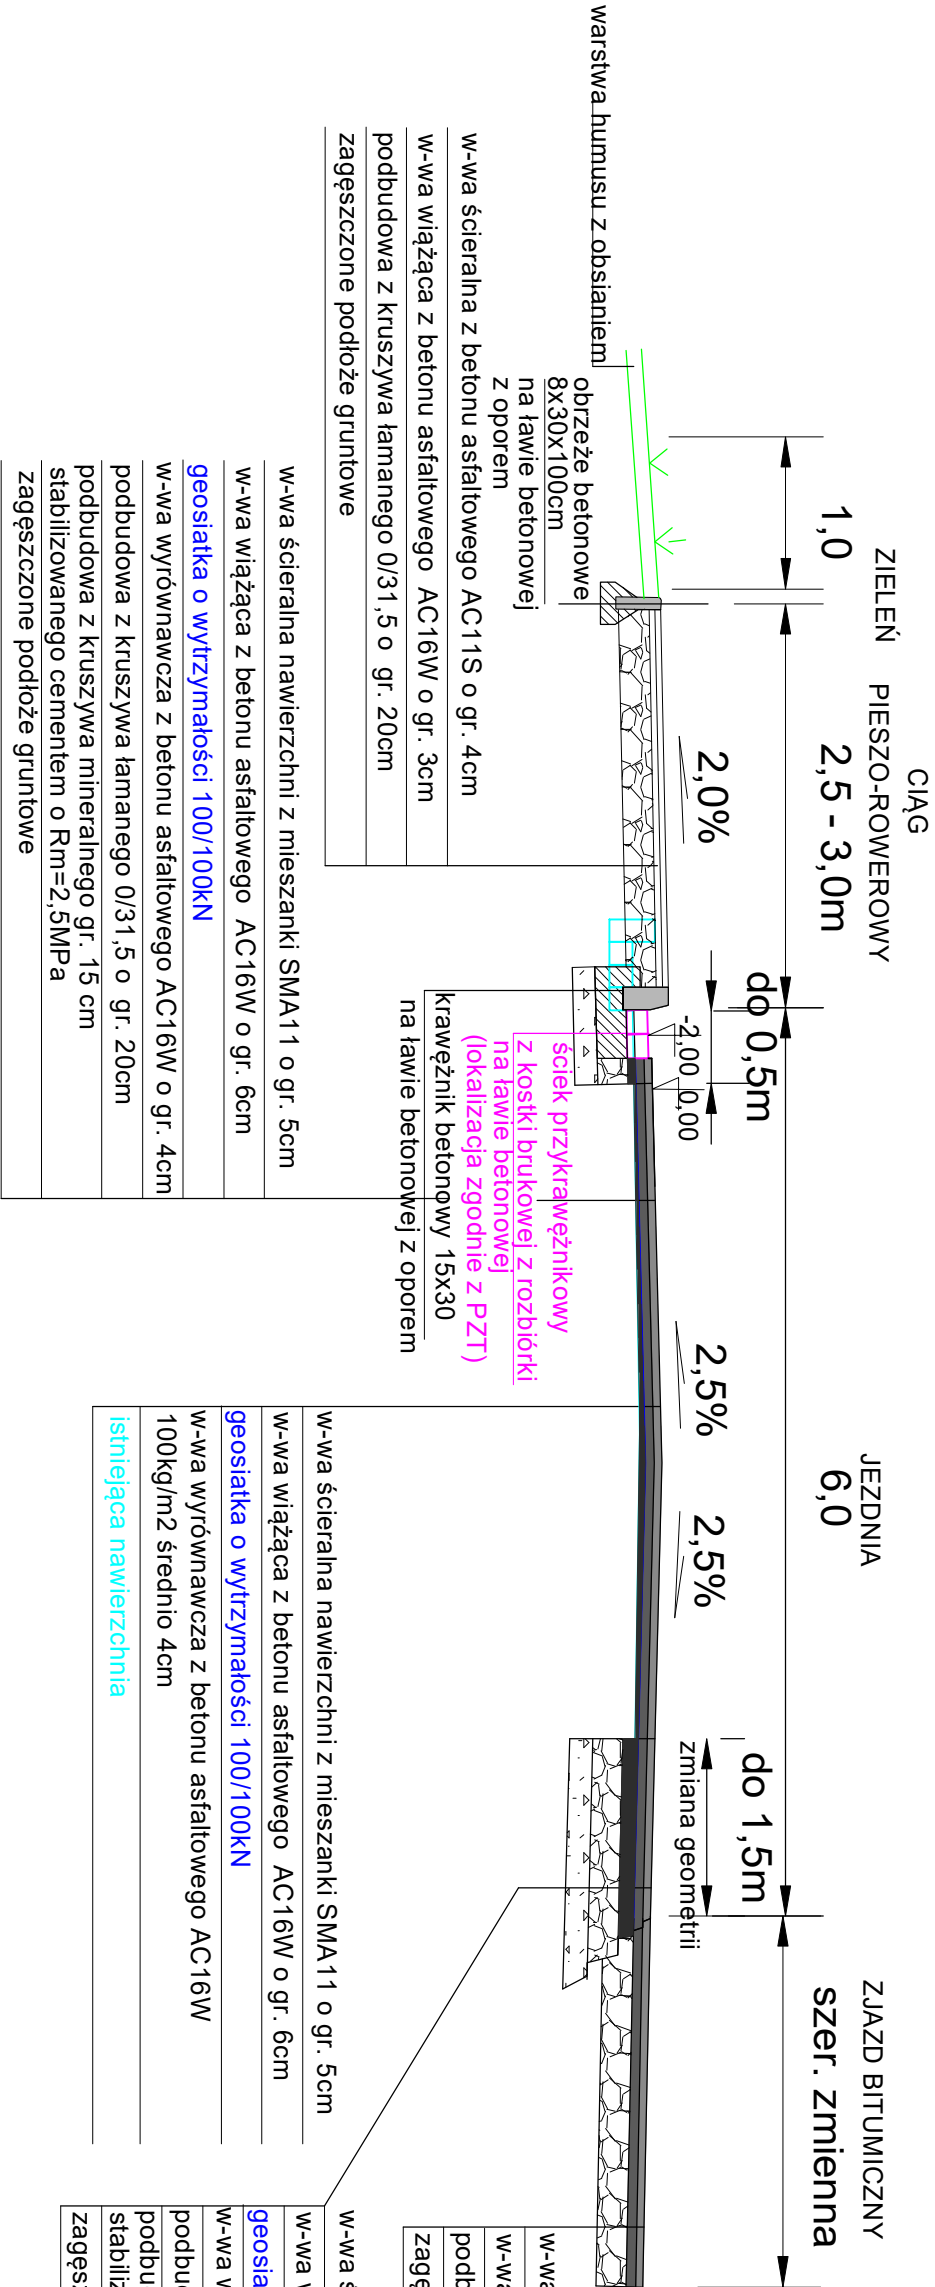 ZIELEŃ
1,0
CIĄG
PIESZO-ROWEROWY
2,5 - 3,0m
JEZDNIA
6,0
ZJAZD BITUMICZNY
szer. zmienna
do 0,5m
do 1,5m
zmiana geometrii
2,0%
2,5%
2,5%
-2,00
0,00
warstwa humusu z obsianiem
obrzeże betonowe
8x30x100cm
na ławie betonowej
z oporem
w-wa ścieralna z betonu asfaltowego AC11S o gr. 4cm
w-wa wiążąca z betonu asfaltowego AC16W o gr. 3cm
podbudowa z kruszywa łamanego 0/31,5 o gr. 20cm
zagęszczone podłoże gruntowe
ściek przykrawężnikowy
z kostki brukowej z rozbiórki
na ławie betonowej
(lokalizacja zgodnie z PZT)
krawężnik betonowy 15x30
na ławie betonowej z oporem
w-wa ścieralna nawierzchni z mieszanki SMA11 o gr. 5cm
w-wa wiążąca z betonu asfaltowego AC16W o gr. 6cm
geosiatka o wytrzymałości 100/100kN
w-wa wyrównawcza z betonu asfaltowego AC16W o gr. 4cm
podbudowa z kruszywa łamanego 0/31,5 o gr. 20cm
podbudowa z kruszywa mineralnego gr. 15 cm
stabilizowanego cementem o Rm=2,5MPa
zagęszczone podłoże gruntowe
w-wa ścieralna nawierzchni z mieszanki SMA11 o gr. 5cm
w-wa wiążąca z betonu asfaltowego AC16W o gr. 6cm
geosiatka o wytrzymałości 100/100kN
w-wa wyrównawcza z betonu asfaltowego AC16W
100kg/m2 średnio 4cm
istniejąca nawierzchnia
w-wa
w-wa
w-wa
w-wa